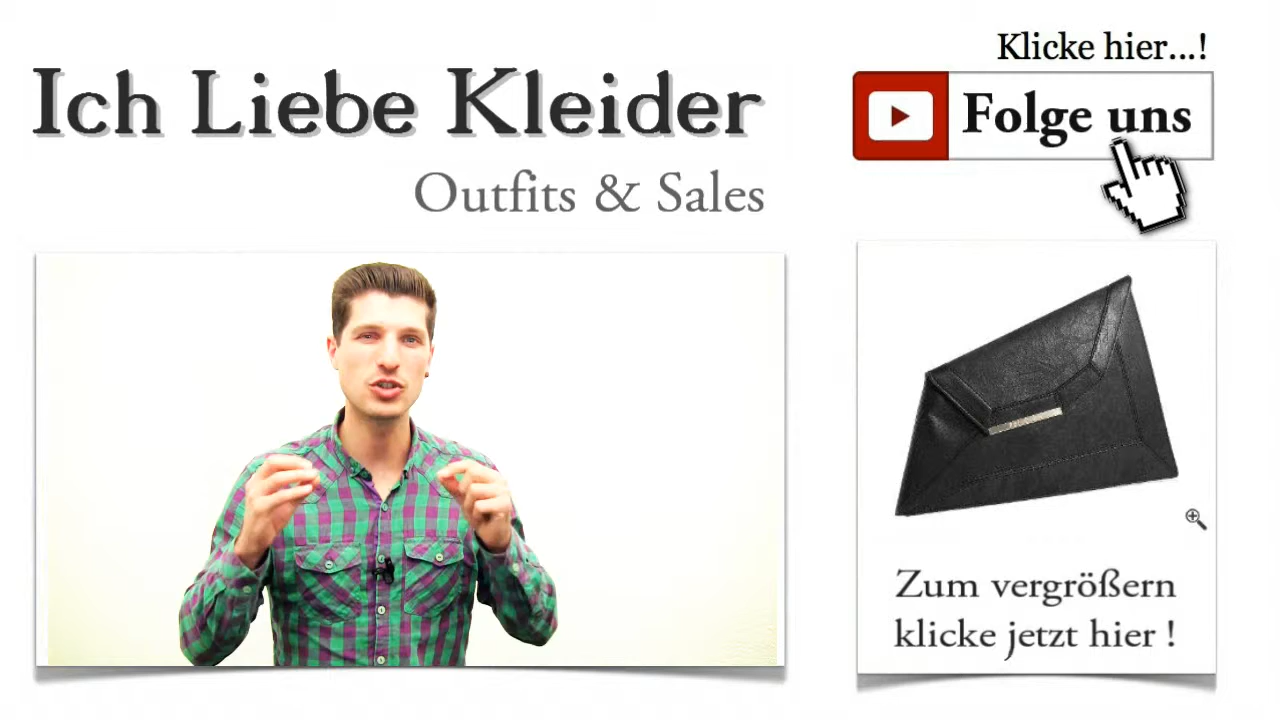 Klicke hier...!
Ich Liebe Kleider
Folge uns
Outfits & Sales
Zum vergrößern
klicke jetzt hier !